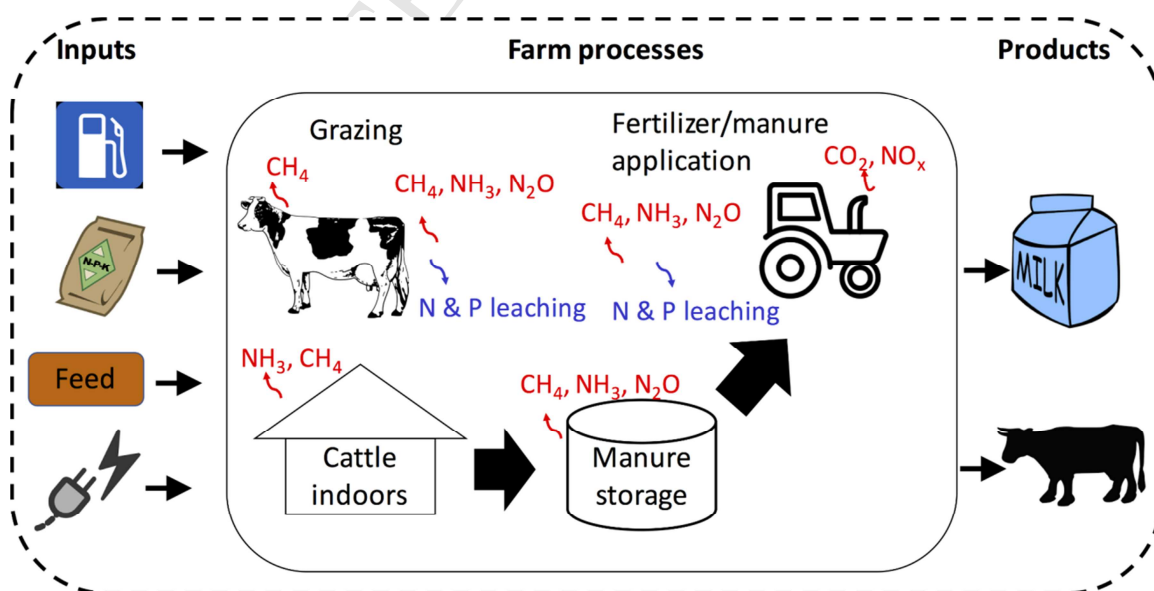 Inputs
Farm processes
Products
Grazing
Fertilizer/manure
application
CH₄
CH₄, NH₃, N₂O
CO₂, NOₓ
CH₄, NH₃, N₂O
N-P-K
N & P leaching
N & P leaching
MILK
Feed
NH₃, CH₄
CH₄, NH₃, N₂O
Cattle
indoors
Manure
storage